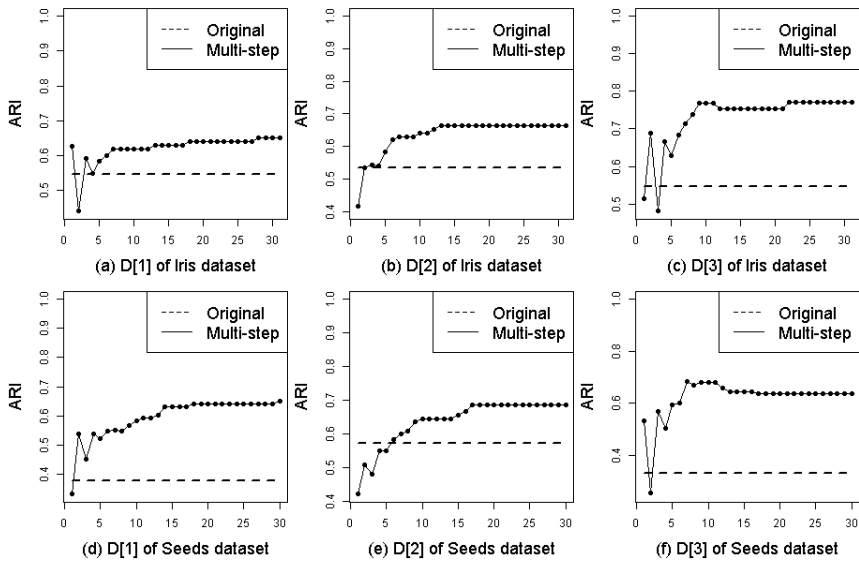 Original
Multi-step
ARI
0.5 0.6 0.7 0.8 0.9 1.0
0 5 10 15 20 25 30
(a) D[1] of Iris dataset
Original
Multi-step
ARI
0.4 0.5 0.6 0.7 0.8 0.9 1.0
0 5 10 15 20 25 30
(b) D[2] of Iris dataset
Original
Multi-step
ARI
0.5 0.6 0.7 0.8 0.9 1.0
0 5 10 15 20 25 30
(c) D[3] of Iris dataset
Original
Multi-step
ARI
0.4 0.5 0.6 0.7 0.8 0.9 1.0
0 5 10 15 20 25 30
(d) D[1] of Seeds dataset
Original
Multi-step
ARI
0.4 0.5 0.6 0.7 0.8 0.9 1.0
0 5 10 15 20 25 30
(e) D[2] of Seeds dataset
Original
Multi-step
ARI
0.4 0.6 0.8 1.0
0 5 10 15 20 25 30
(f) D[3] of Seeds dataset